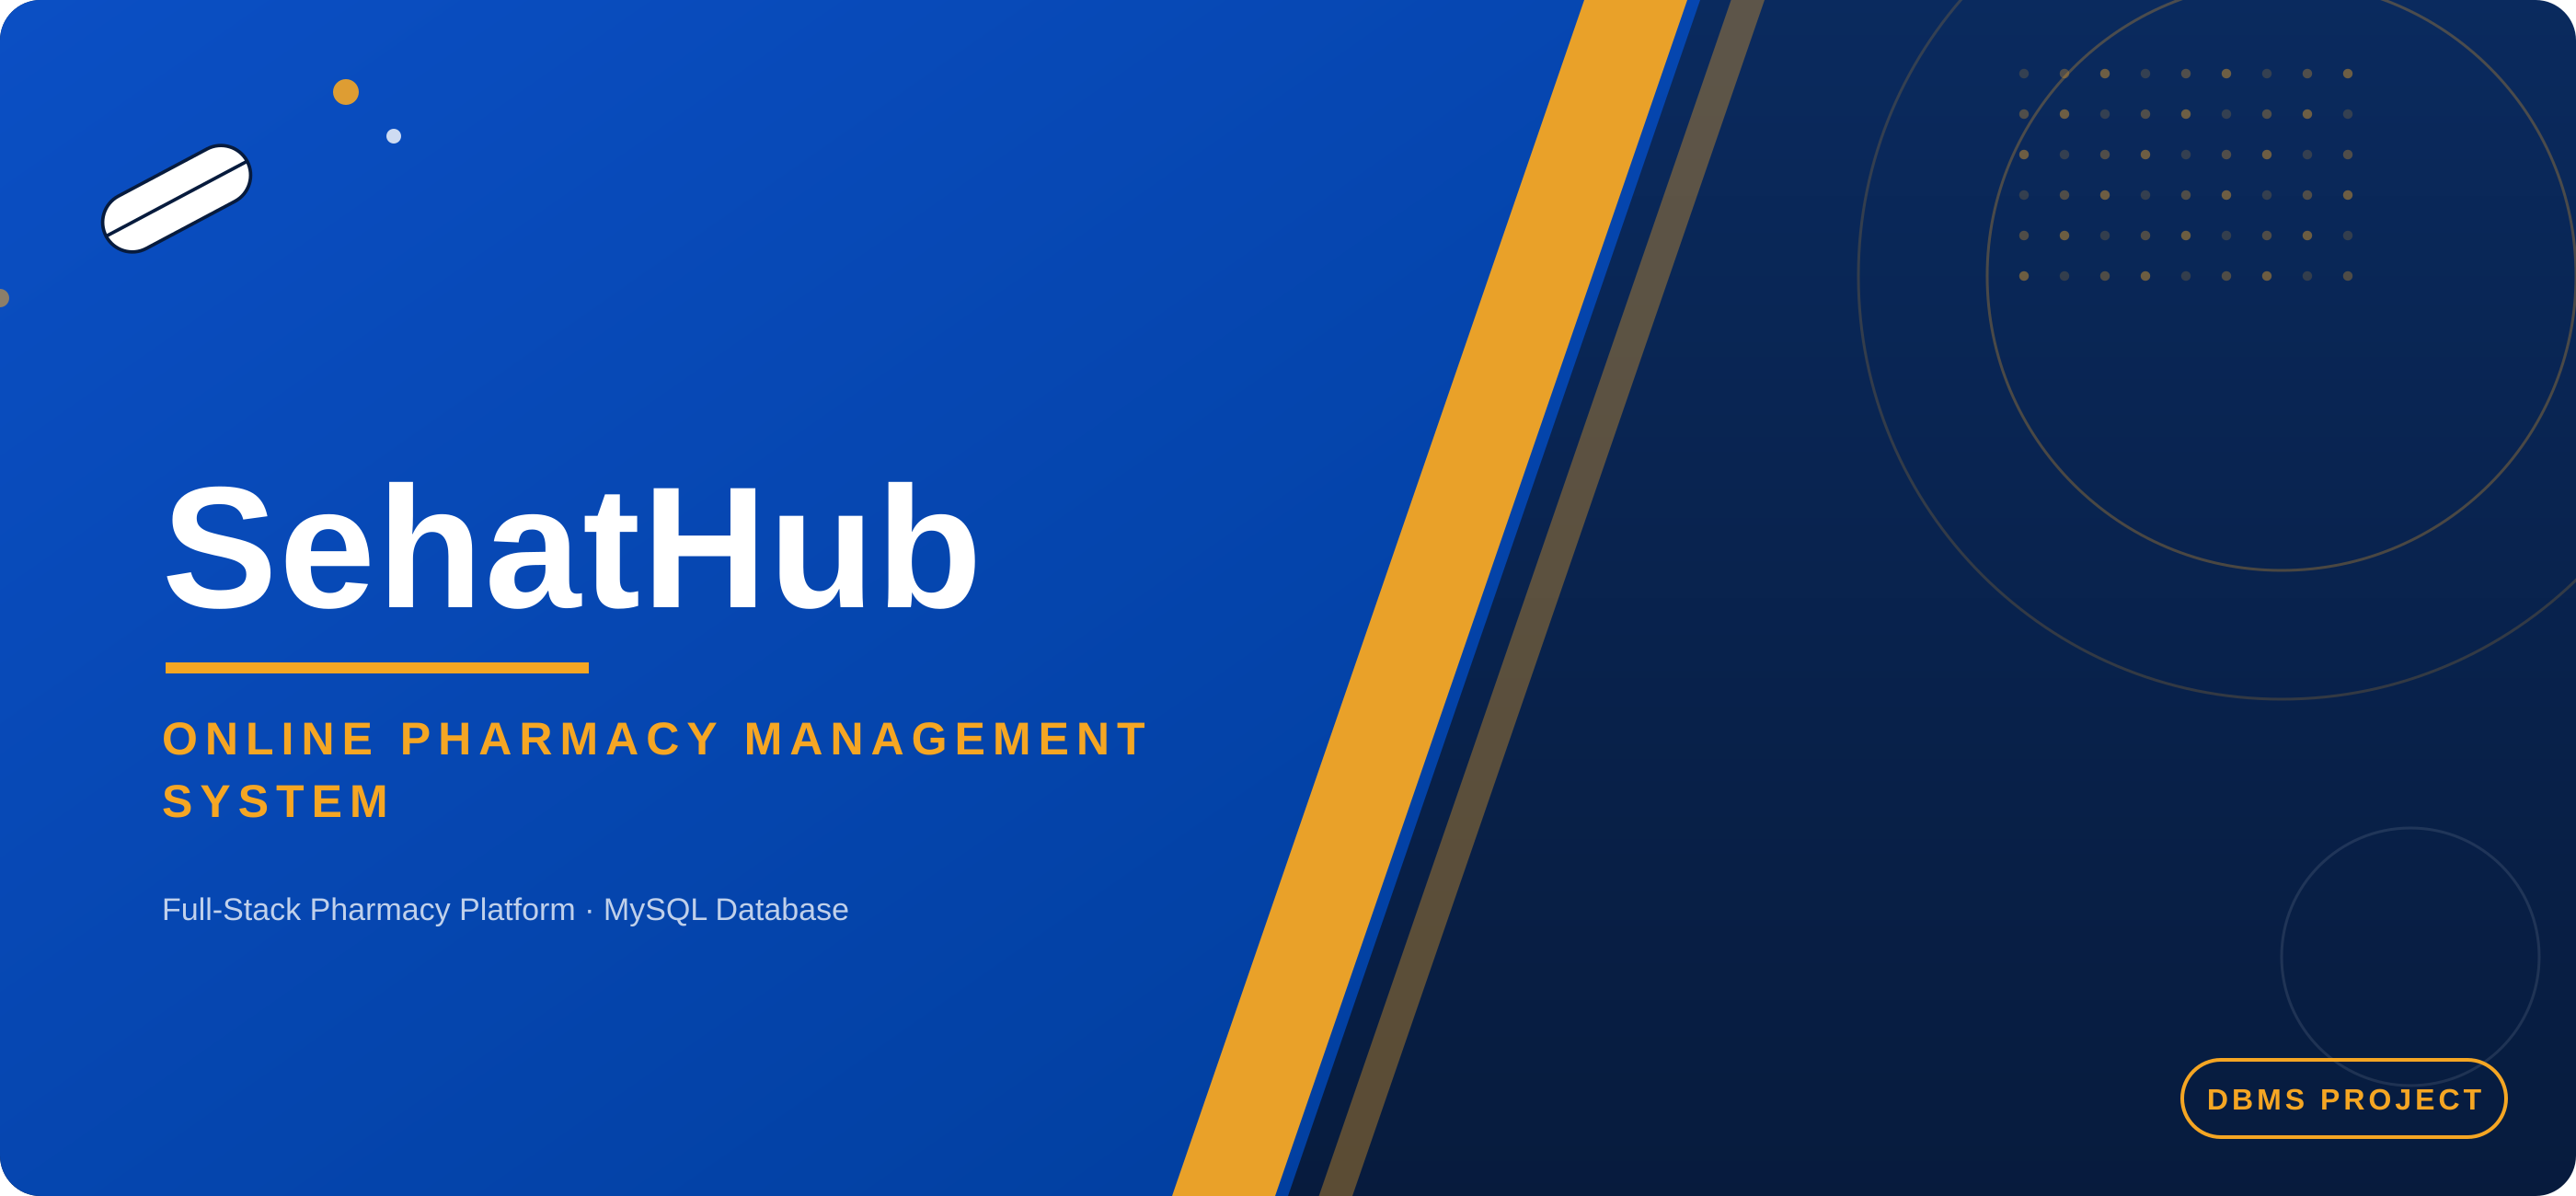 SehatHub
ONLINE PHARMACY MANAGEMENT
SYSTEM
Full-Stack Pharmacy Platform · MySQL Database
DBMS PROJECT